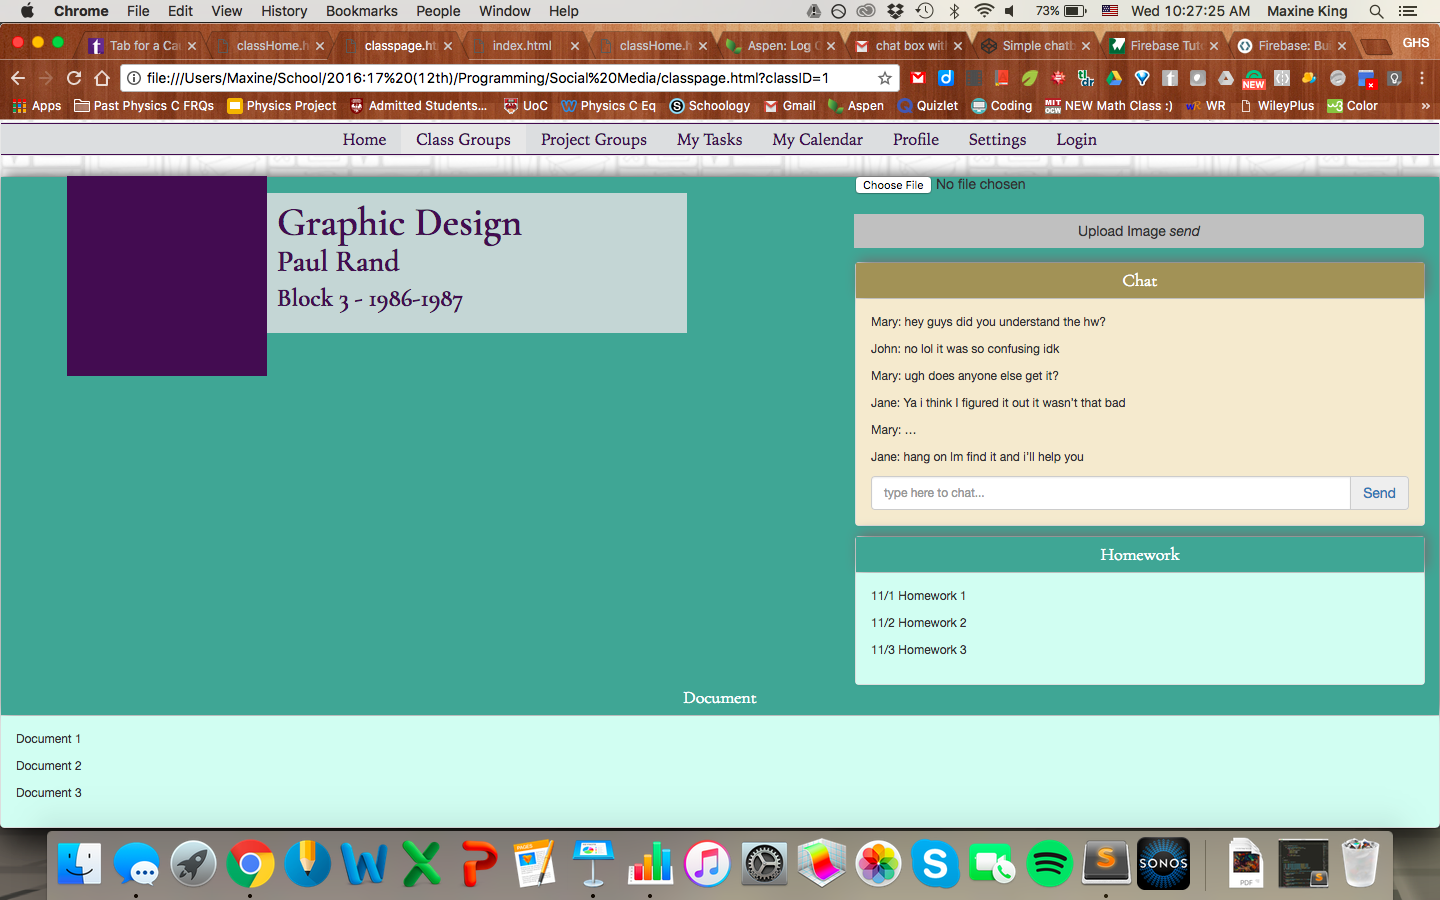 Chrome File Edit View History Bookmarks People Window Help 73% Wed 10:27:25 AM Maxine King
Tab for a Ca classHome.h classpage.ht index.html classHome.h Aspen: Log chat box wit Simple chatb Firebase Tut Firebase: Bu GHS
file:///Users/Maxine/School/2016:17%20(12th)/Programming/Social%20Media/classpage.html?classID=1
Apps Past Physics C FRQs Physics Project Admitted Students... UoC Physics C Eq Schoology Gmail Aspen Quizlet Coding NEW Math Class :) WR WileyPlus Color »
Home Class Groups Project Groups My Tasks My Calendar Profile Settings Login
Choose File No file chosen
Graphic Design
Paul Rand
Block 3 - 1986-1987
Upload Image send
Chat
Mary: hey guys did you understand the hw?
John: no lol it was so confusing idk
Mary: ugh does anyone else get it?
Jane: Ya i think I figured it out it wasn't that bad
Mary: ...
Jane: hang on lm find it and i'll help you
type here to chat... Send
Homework
11/1 Homework 1
11/2 Homework 2
11/3 Homework 3
Document
Document 1
Document 2
Document 3
SONOS
PDF